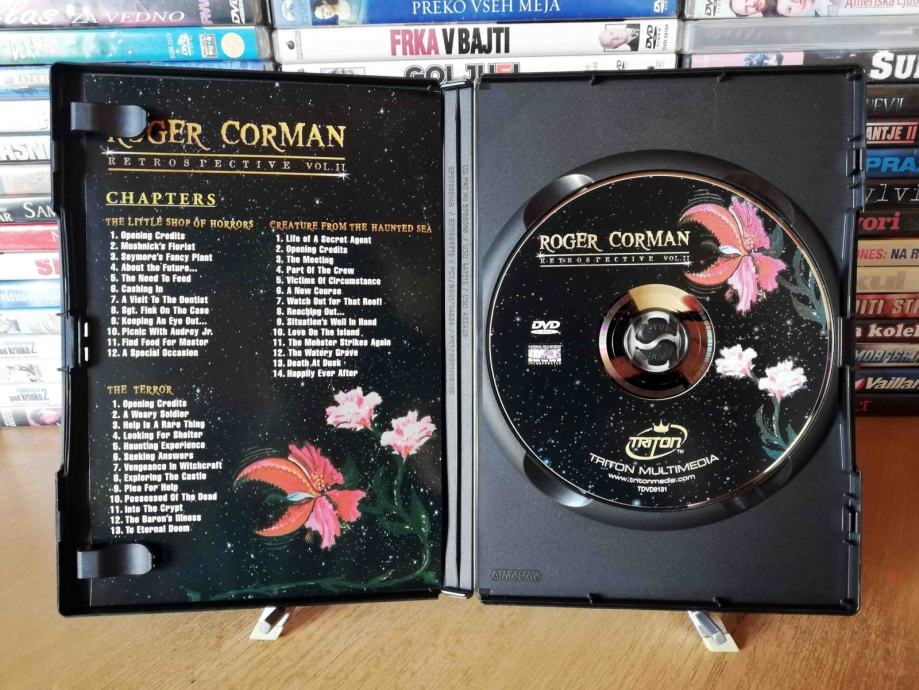 ZA VEDNO
PREKO VSEH MEJA
FRKA V BAJTI
DVD
ROGER CORMAN
RETROSPECTIVE VOL.II
CHAPTERS
THE LITTLE SHOP OF HORRORS
1. Opening Credits
2. Mushnick's Florist
3. Seymore's Fancy Plant
4. About the Future...
5. The Need To Feed
6. Cashing In
7. A Visit To The Dentist
8. Sgt. Fink On The Case
9. Keeping An Eye Out...
10. Picnic With Audrey Jr.
11. Find Food For Master
12. A Special Occasion
CREATURE FROM THE HAUNTED SEA
1. Life of A Secret Agent
2. Opening Credits
3. The Meeting
4. Part Of The Crew
5. Victims Of Circumstance
6. A New Course
7. Watch Out for That Reef!
8. Reaching Out...
9. Situation's Well In Hand
10. Love On The Island
11. The Mobster Strikes Again
12. The Watery Grave
13. Death At Dusk
14. Happily Ever After
THE TERROR
1. Opening Credits
2. A Weary Soldier
3. Help Is A Rare Thing
4. Looking For Shelter
5. Haunting Experience
6. Seeking Answers
7. Vengeance In Witchcraft
8. Exploring The Castle
9. Plea For Help
10. Possessed Of The Dead
11. Into The Crypt
12. The Baron's Illness
13. To Eternal Doom
ROGER CORMAN
RETROSPECTIVE VOL.II
DVD
TRITON
TM
TRITON MULTIMEDIA
www.tritonmedia.com
TDVD9131
AMARAY
Vaillan